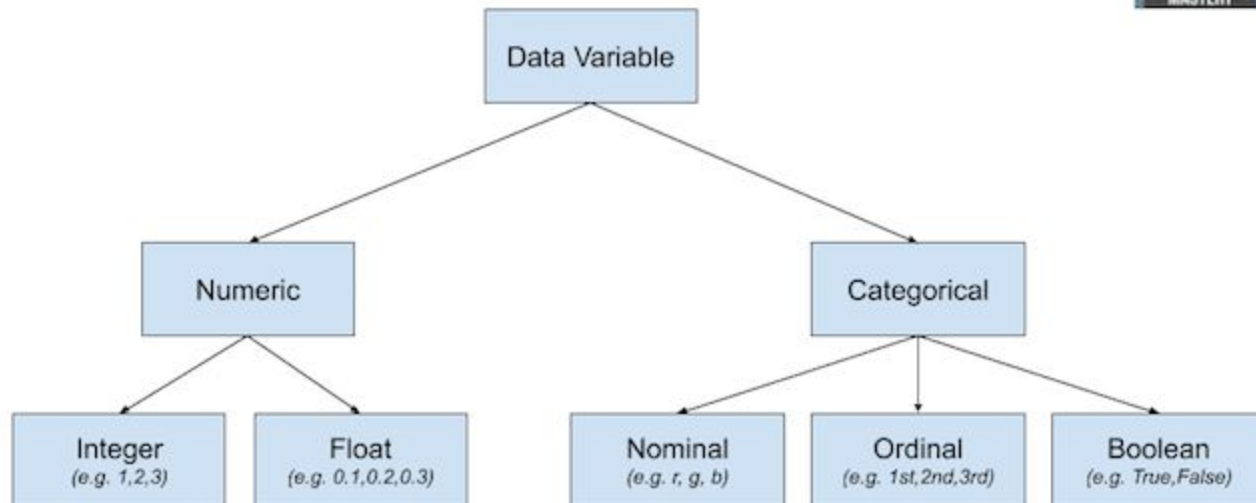 MASTERY
Data Variable
Numeric
Categorical
Integer
(e.g. 1,2,3)
Float
(e.g. 0.1,0.2,0.3)
Nominal
(e.g. r, g, b)
Ordinal
(e.g. 1st,2nd,3rd)
Boolean
(e.g. True,False)